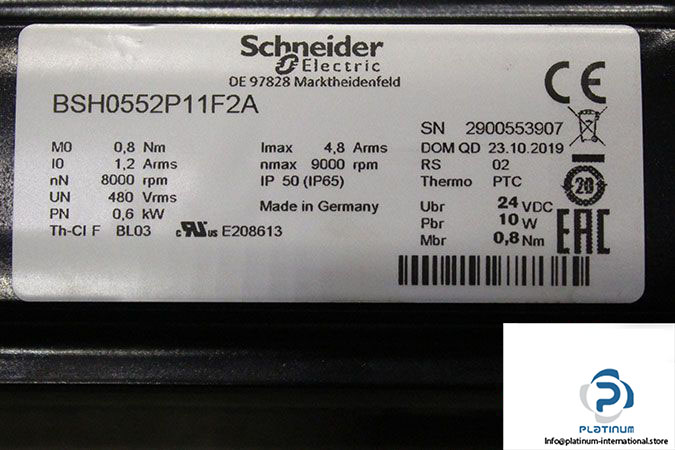 Schneider
Electric
DE 97828 Marktheidenfeld
BSH0552P11F2A
SN 2900553907
M0 0,8 Nm
I0 1,2 Arms
nN 8000 rpm
UN 480 Vrms
PN 0,6 kW
Th-Cl F BL03
Imax 4,8 Arms
nmax 9000 rpm
IP 50 (IP65)
Made in Germany
c RU us E208613
DOM QD 23.10.2019
RS 02
Thermo PTC
Ubr 24 VDC
Pbr 10 W
Mbr 0,8 Nm
CE
20
EAC
PLATINUM
Info@platinum-international.store